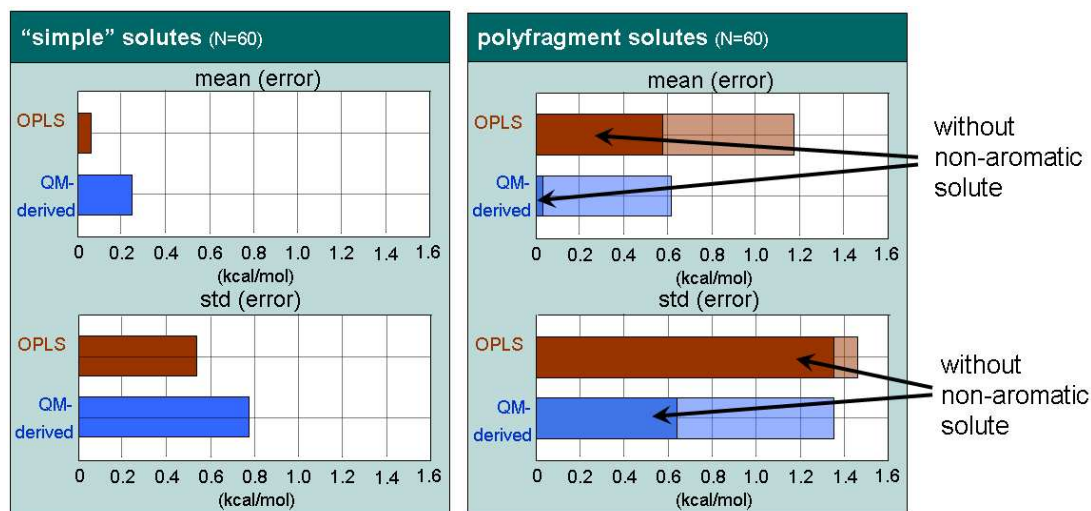 “simple” solutes (N=60)
mean (error)
OPLS
QM-
derived
0 0.2 0.4 0.6 0.8 1.0 1.2 1.4 1.6
(kcal/mol)
std (error)
OPLS
QM-
derived
0 0.2 0.4 0.6 0.8 1.0 1.2 1.4 1.6
(kcal/mol)
polyfragment solutes (N=60)
mean (error)
OPLS
QM-
derived
0 0.2 0.4 0.6 0.8 1.0 1.2 1.4 1.6
(kcal/mol)
std (error)
OPLS
QM-
derived
0 0.2 0.4 0.6 0.8 1.0 1.2 1.4 1.6
(kcal/mol)
without
non-aromatic
solute
without
non-aromatic
solute